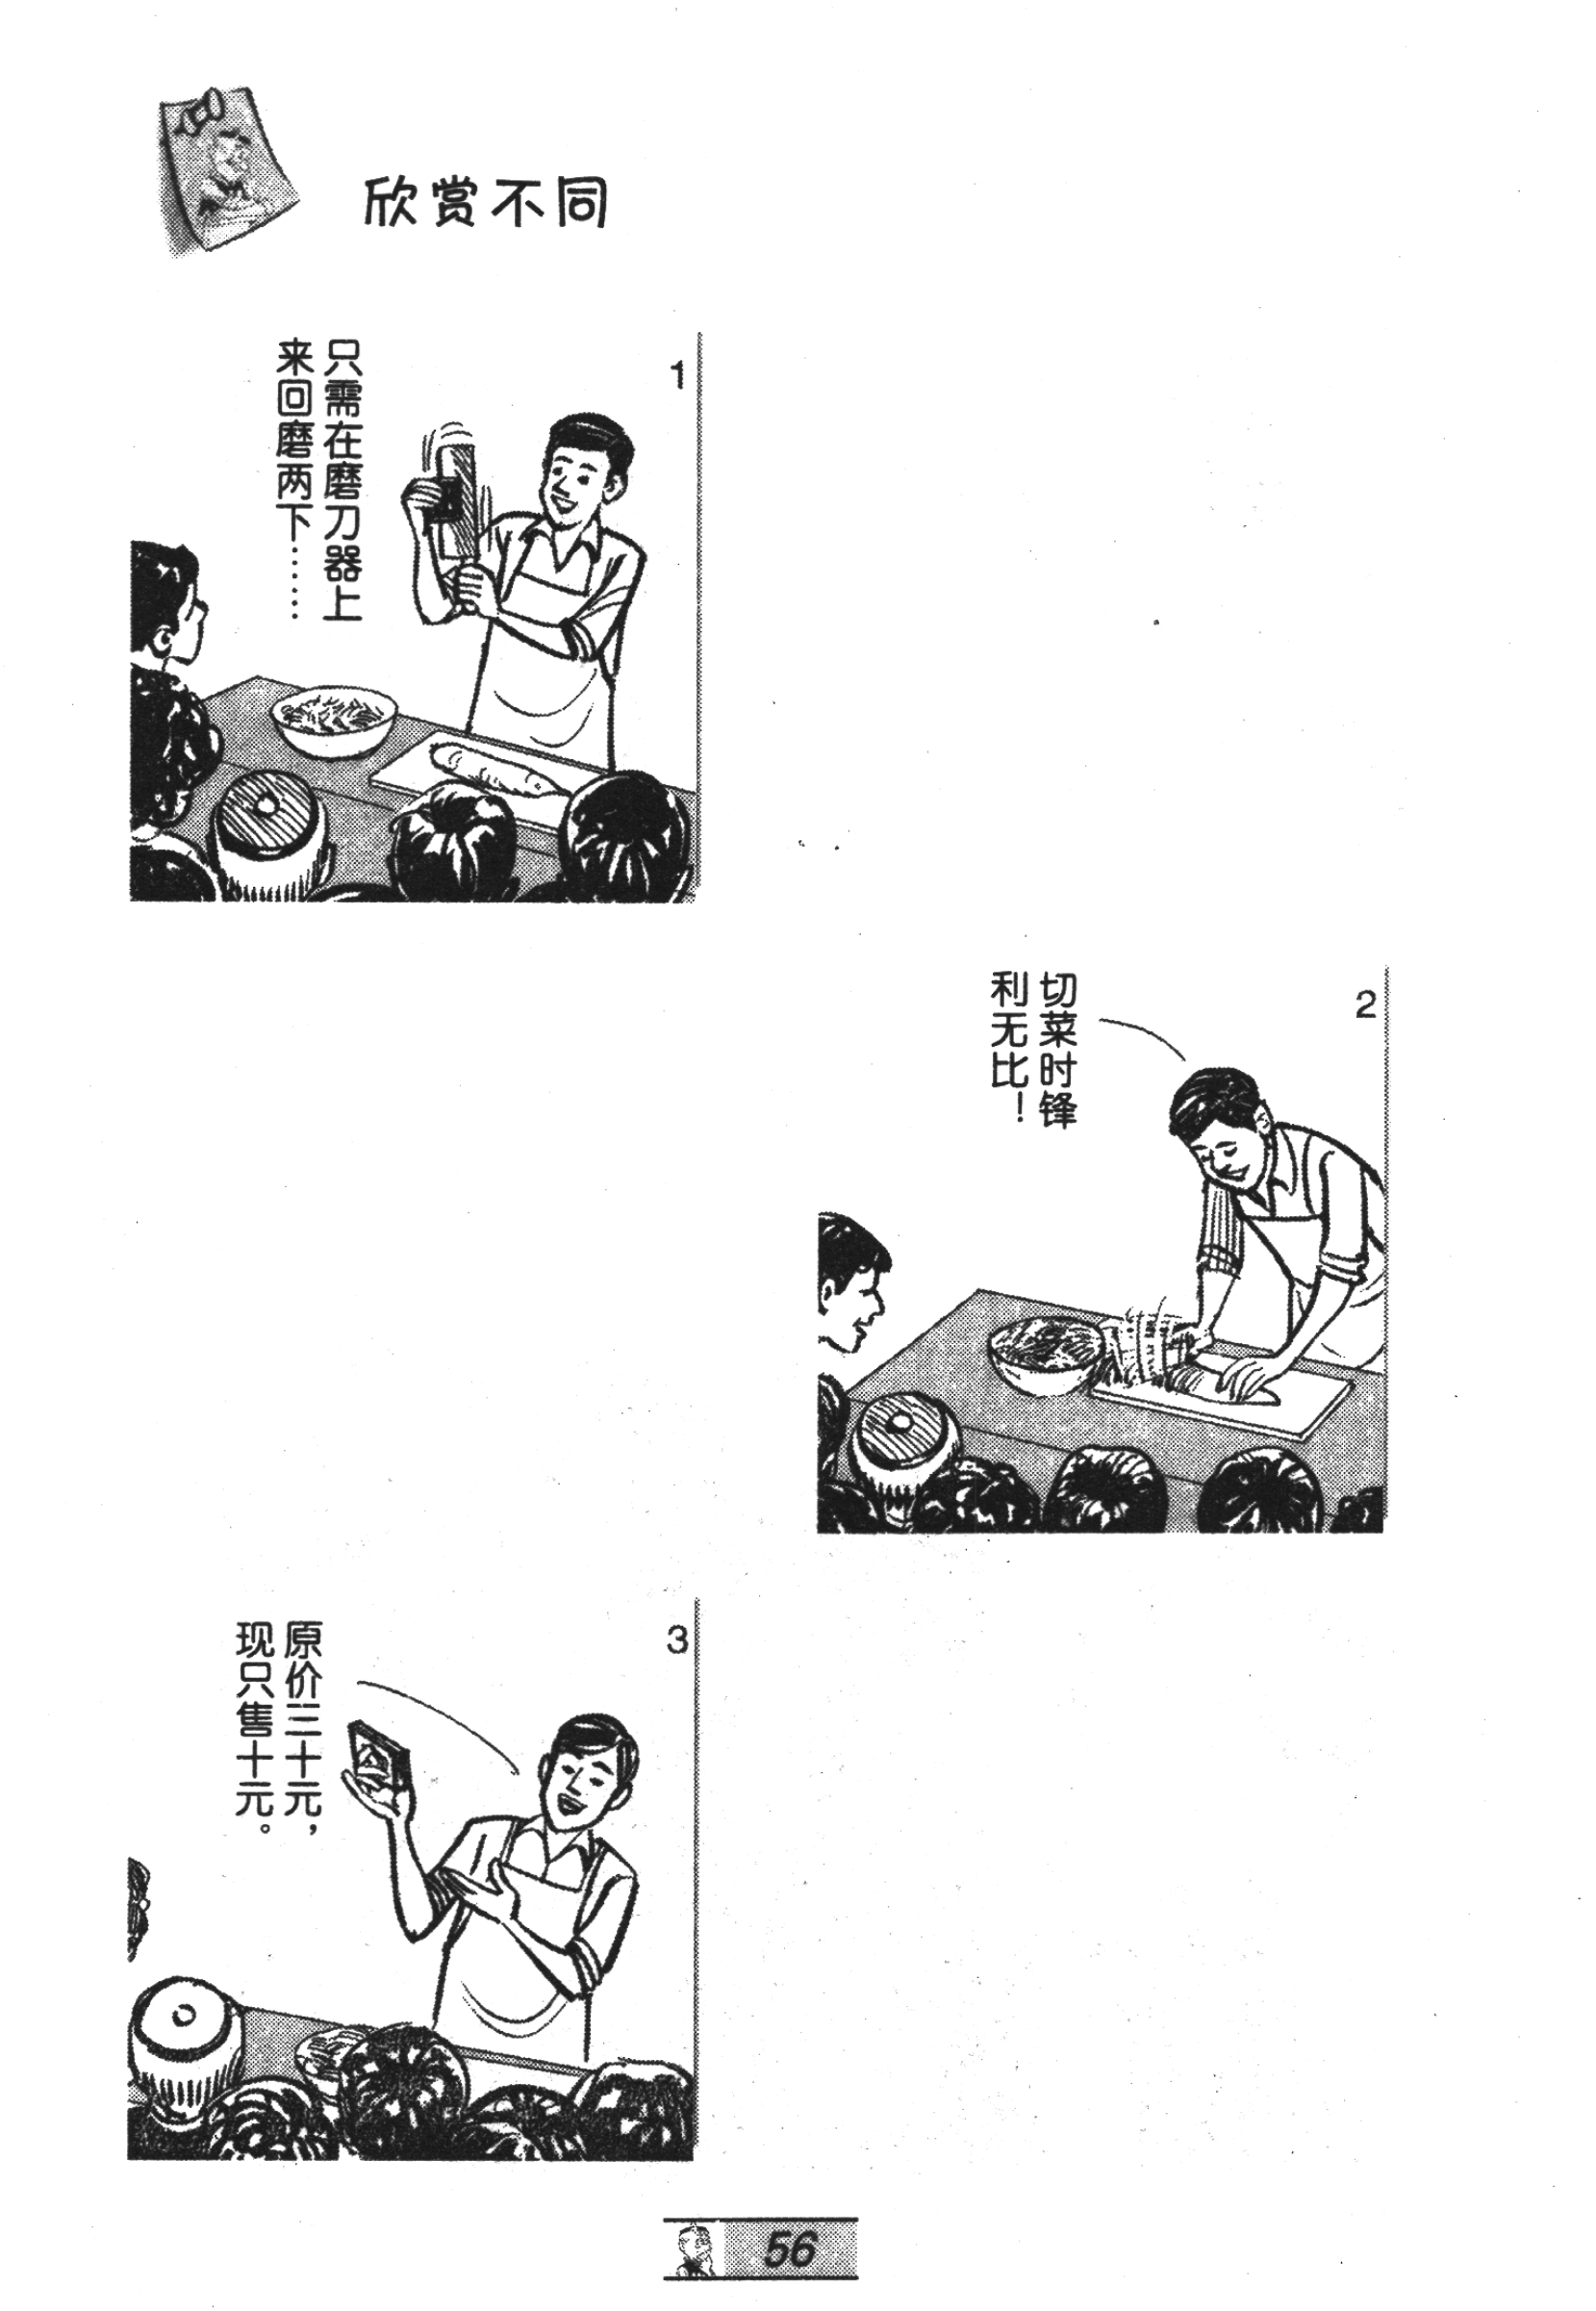 欣赏不同
1
只需在磨刀器上
来回磨两下……
2
切菜时锋
利无比！
3
原价三十元，
现只售十元。
56